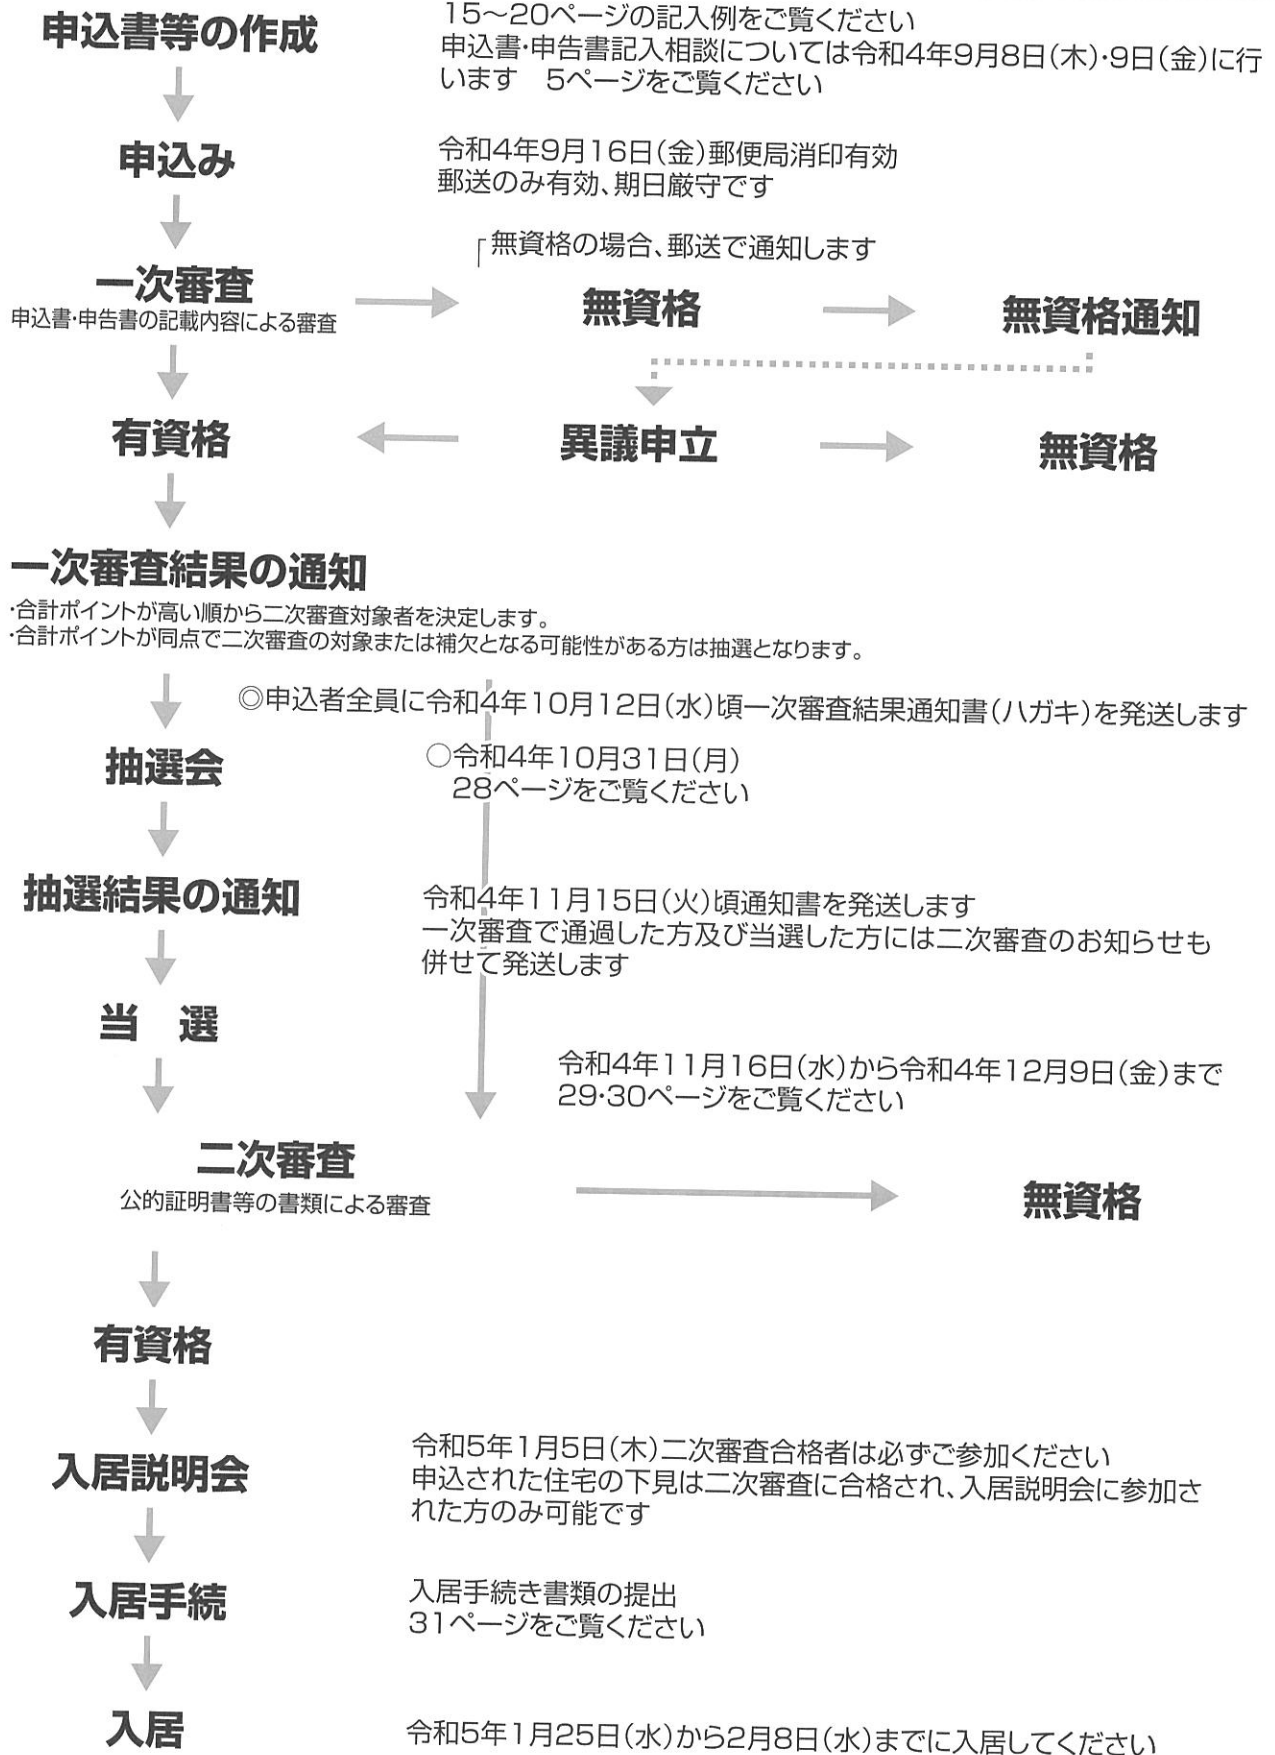 申込書等の作成
15～20ページの記入例をご覧ください
申込書・申告書記入相談については令和4年9月8日（木）・9日（金）に行
います　5ページをご覧ください
申込み
令和4年9月16日（金）郵便局消印有効
郵送のみ有効、期日厳守です
無資格の場合、郵送で通知します
一次審査
申込書・申告書の記載内容による審査
無資格
無資格通知
有資格
異議申立
無資格
一次審査結果の通知
・合計ポイントが高い順から二次審査対象者を決定します。
・合計ポイントが同点で二次審査の対象または補欠となる可能性がある方は抽選となります。
◎申込者全員に令和4年10月12日（水）頃一次審査結果通知書（ハガキ）を発送します
抽選会
○令和4年10月31日（月）
28ページをご覧ください
抽選結果の通知
令和4年11月15日（火）頃通知書を発送します
一次審査で通過した方及び当選した方には二次審査のお知らせも
併せて発送します
当　選
令和4年11月16日（水）から令和4年12月9日（金）まで
29・30ページをご覧ください
二次審査
公的証明書等の書類による審査
無資格
有資格
入居説明会
令和5年1月5日（木）二次審査合格者は必ずご参加ください
申込された住宅の下見は二次審査に合格され、入居説明会に参加さ
れた方のみ可能です
入居手続
入居手続き書類の提出
31ページをご覧ください
入居
令和5年1月25日（水）から2月8日（水）までに入居してください